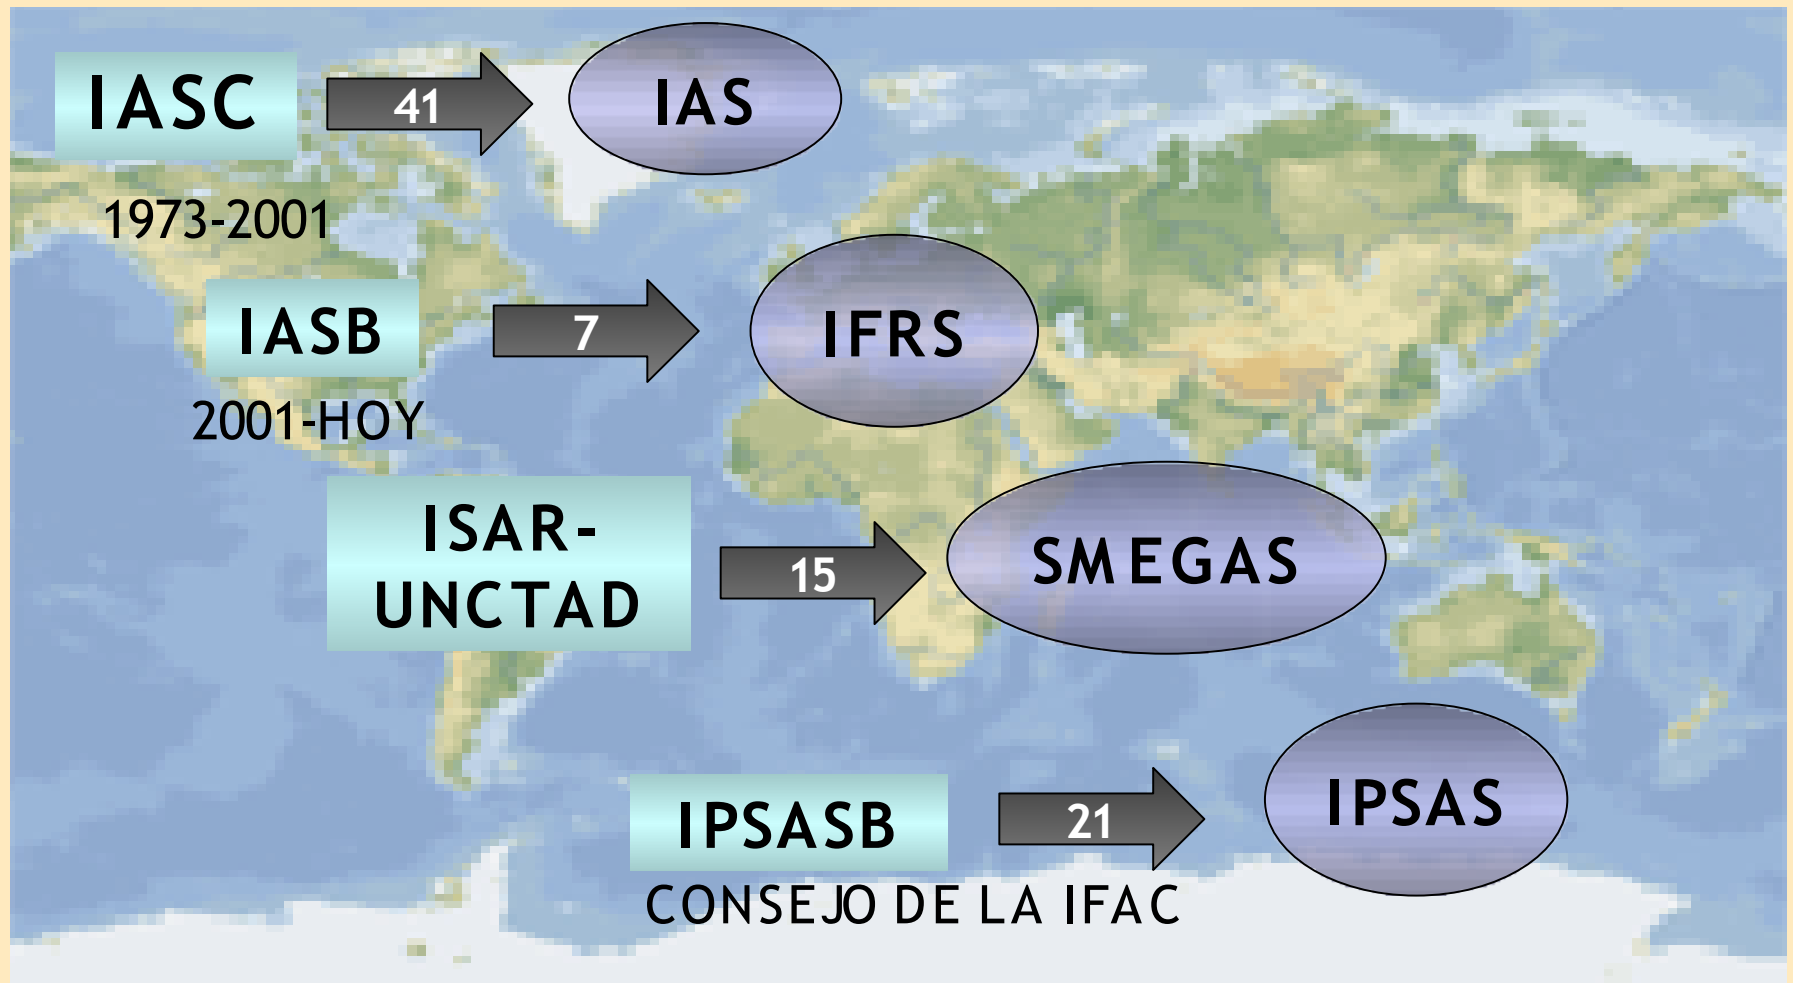 IASC
41
IAS
1973-2001
IASB
7
IFRS
2001-HOY
ISAR-
UNCTAD
15
SMEGAS
IPSASB
21
IPSAS
CONSEJO DE LA IFAC